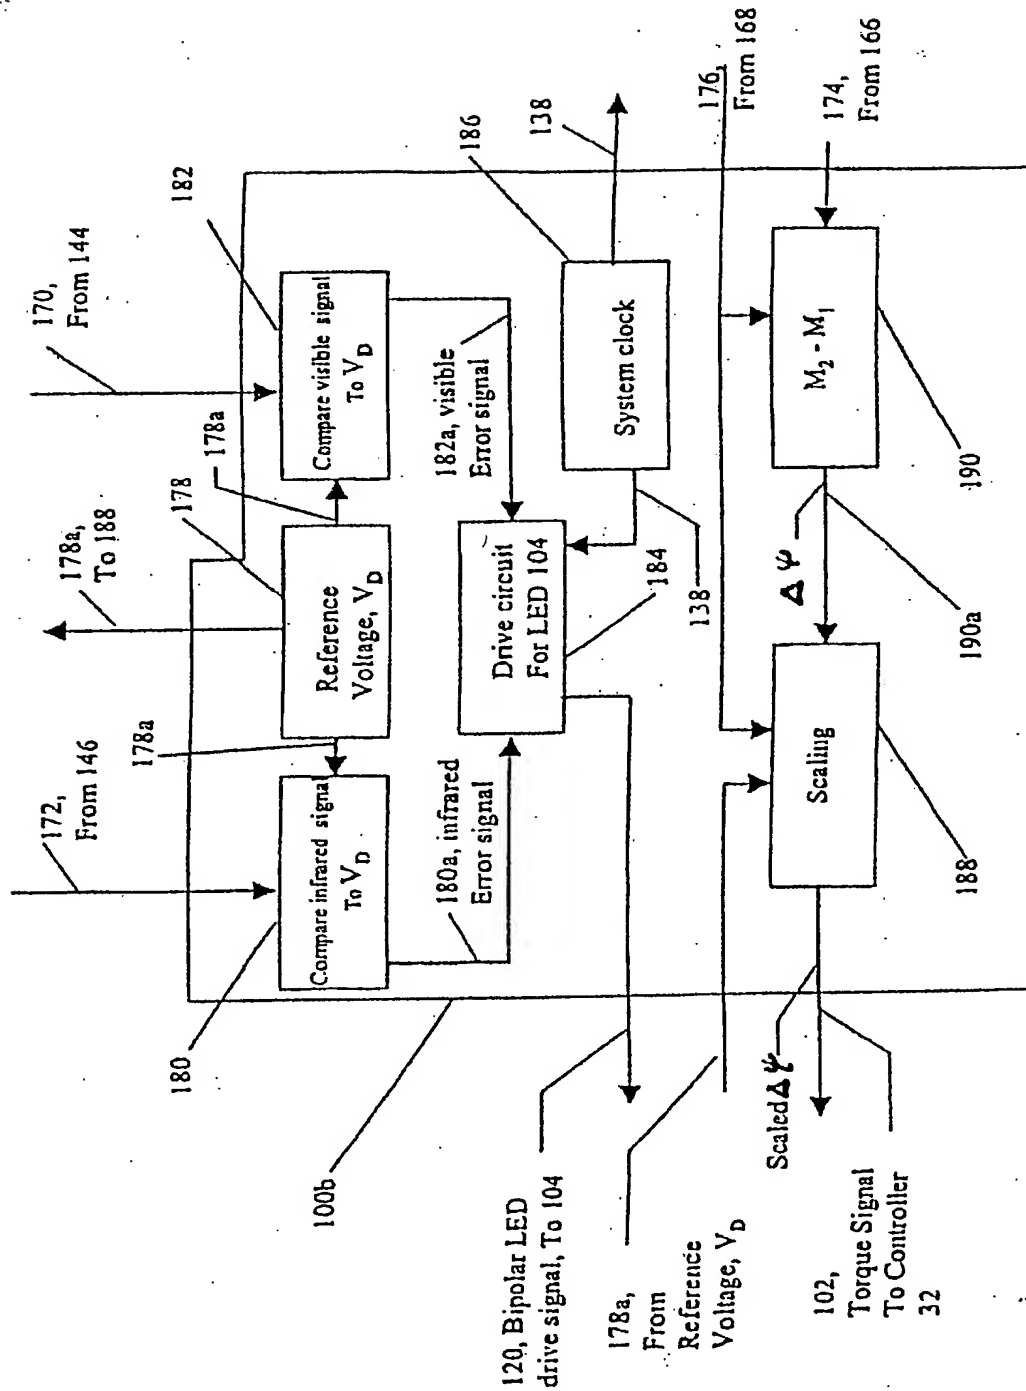 172,
From 146
178a,
To 188
170,
From 144
180
178a
178
178a
182
Compare infrared signal
To V_D
Reference
Voltage, V_D
Compare visible signal
To V_D
100b
180a, infrared
Error signal
182a, visible
Error signal
186
Drive circuit
For LED 104
System clock
138
184
138
120, Bipolar LED
drive signal, To 104
178a,
From
Reference
Voltage, V_D
176,
From 168
Scaling
M_2 - M_1
174,
From 166
Δψ
Scaled Δψ
190a
190
188
102,
Torque Signal
To Controller
32